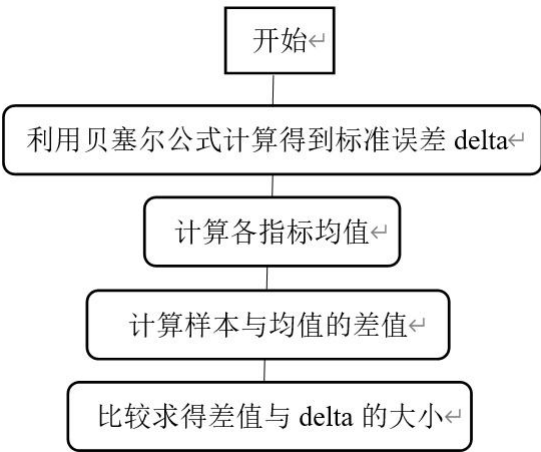 开始↵
利用贝塞尔公式计算得到标准误差 delta↵
计算各指标均值↵
计算样本与均值的差值↵
比较求得差值与 delta 的大小↵